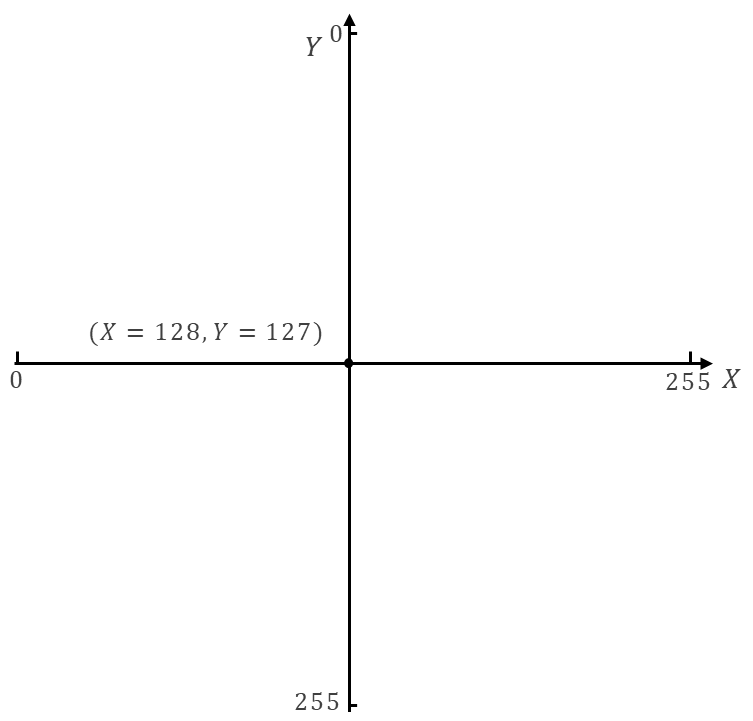 0
Y
(X = 128, Y = 127)
0
255 X
255